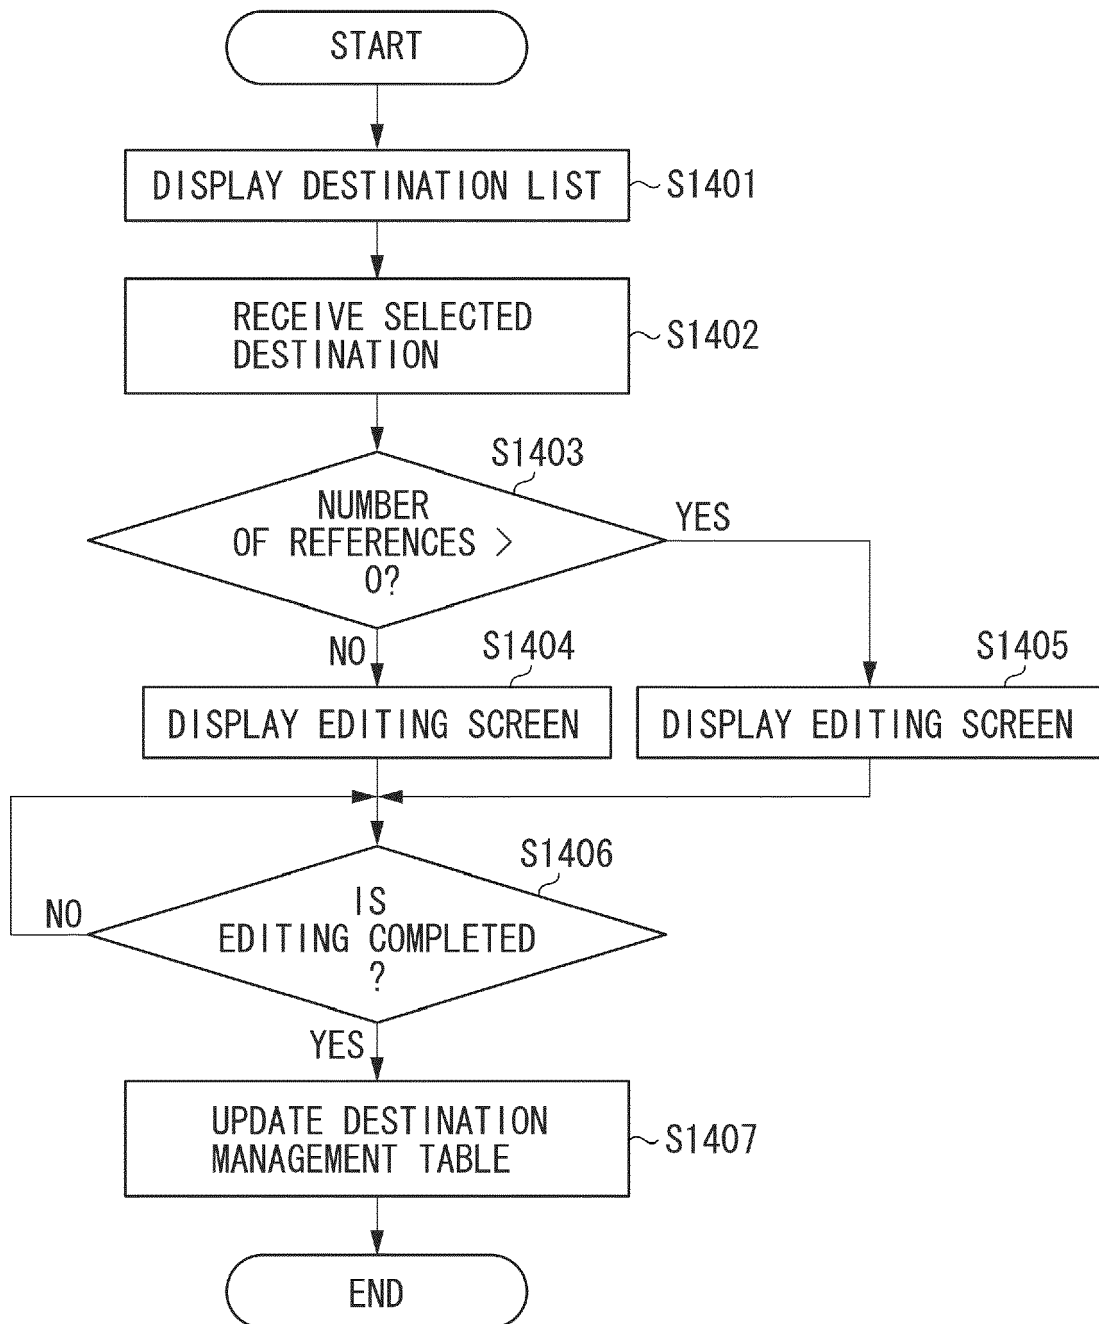 START
DISPLAY DESTINATION LIST
S1401
RECEIVE SELECTED
DESTINATION
S1402
S1403
NUMBER
OF REFERENCES >
0?
YES
NO
S1404
DISPLAY EDITING SCREEN
S1405
DISPLAY EDITING SCREEN
S1406
IS
EDITING COMPLETED
?
NO
YES
UPDATE DESTINATION
MANAGEMENT TABLE
S1407
END